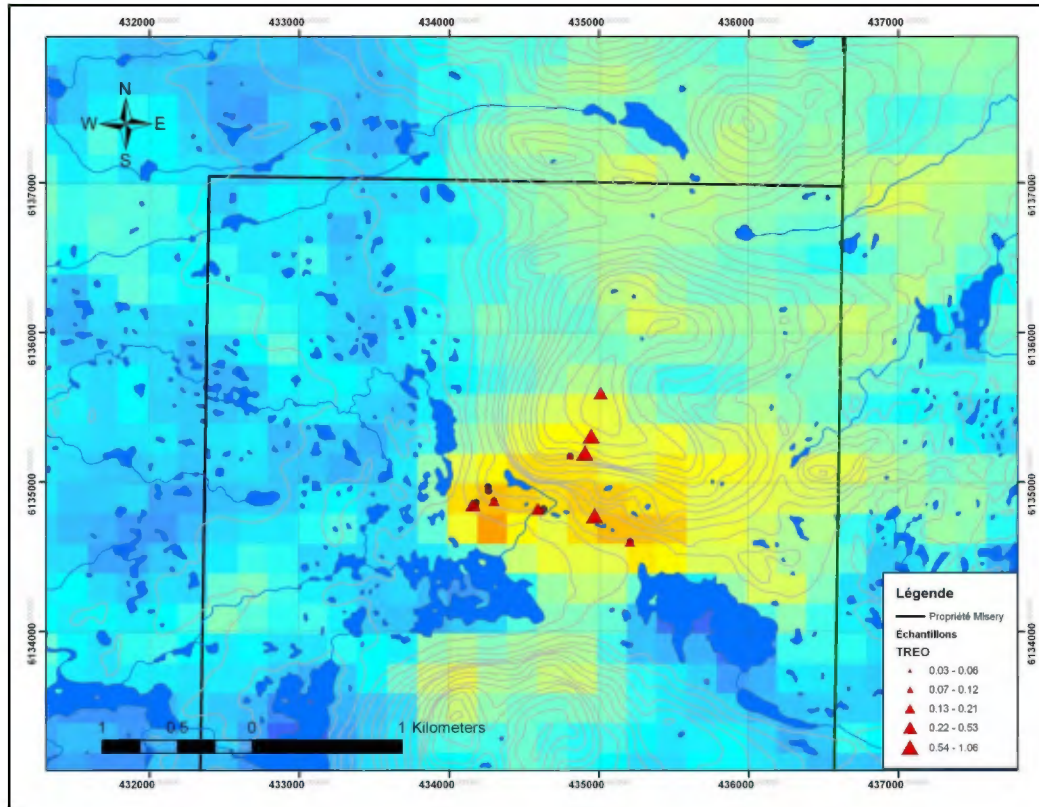 432000 433000 434000 435000 436000 437000
N
W E
S
6137000 6137000
6136000 6136000
6135000 6135000
6134000 6134000
Légende
Propriété Misery
Échantillons
TREO
0.03 - 0.06
0.07 - 0.12
0.13 - 0.21
0.22 - 0.53
0.54 - 1.06
1 0.5 0 1 Kilometers
432000 433000 434000 435000 436000 437000